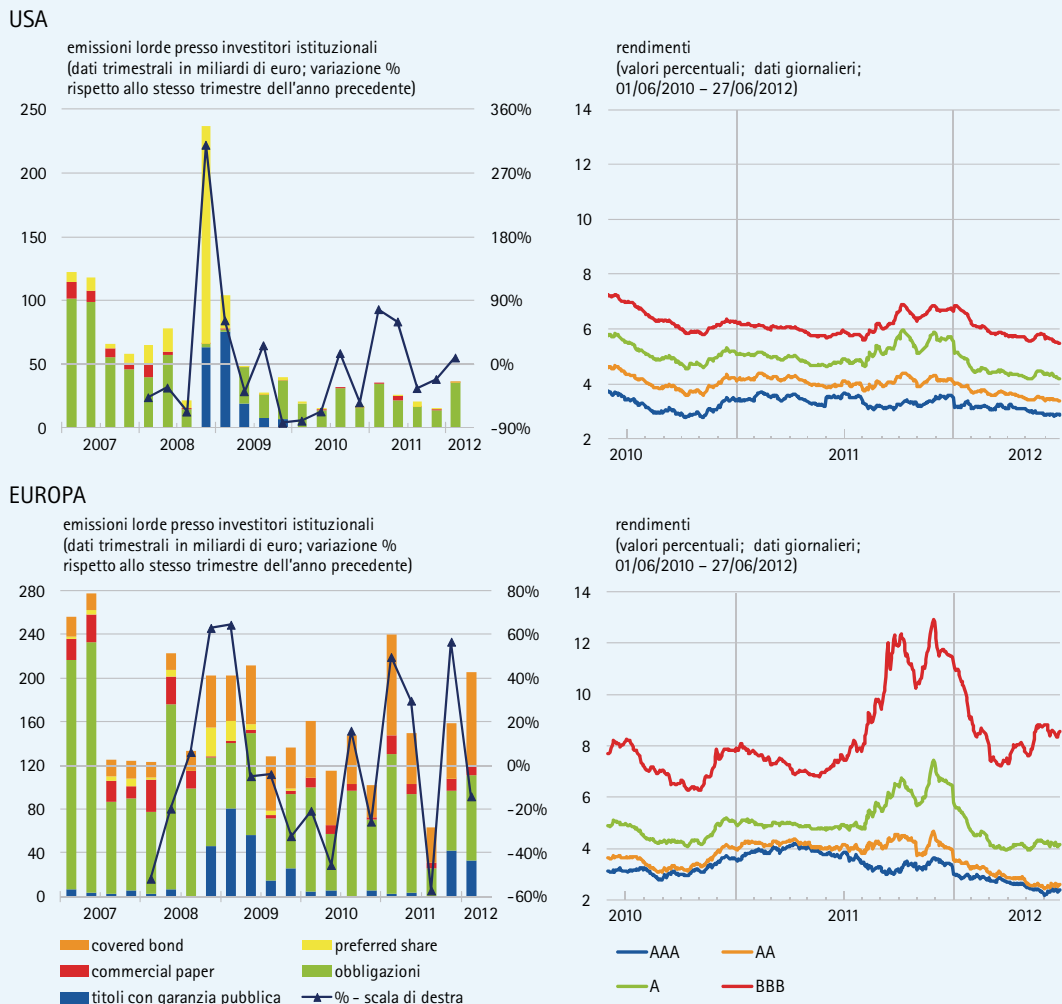 USA
emissioni lorde presso investitori istituzionali
(dati trimestrali in miliardi di euro; variazione %
rispetto allo stesso trimestre dell'anno precedente)
250
200
150
100
50
0
360%
270%
180%
90%
0%
-90%
2007
2008
2009
2010
2011
2012
rendimenti
(valori percentuali; dati giornalieri;
01/06/2010 – 27/06/2012)
14
12
10
8
6
4
2
2010
2011
2012
EUROPA
emissioni lorde presso investitori istituzionali
(dati trimestrali in miliardi di euro; variazione %
rispetto allo stesso trimestre dell'anno precedente)
280
240
200
160
120
80
40
0
80%
60%
40%
20%
0%
-20%
-40%
-60%
2007
2008
2009
2010
2011
2012
covered bond
preferred share
commercial paper
obbligazioni
titoli con garanzia pubblica
% - scala di destra
rendimenti
(valori percentuali; dati giornalieri;
01/06/2010 – 27/06/2012)
14
12
10
8
6
4
2
2010
2011
2012
AAA
AA
A
BBB